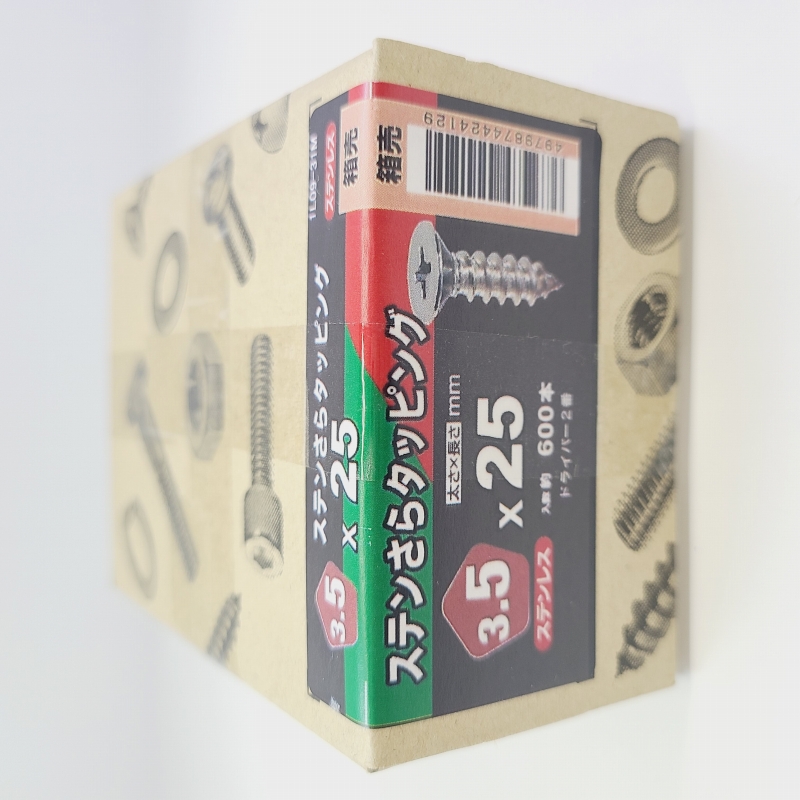 1L09-31M
ステンレス
箱売
ステンさらタッピング
3.5 x 25
箱売
4979874424129
ステンさらタッピング
太さ×長さ mm
3.5 x 25
ステンレス
入数 約 600本
ドライバー2番